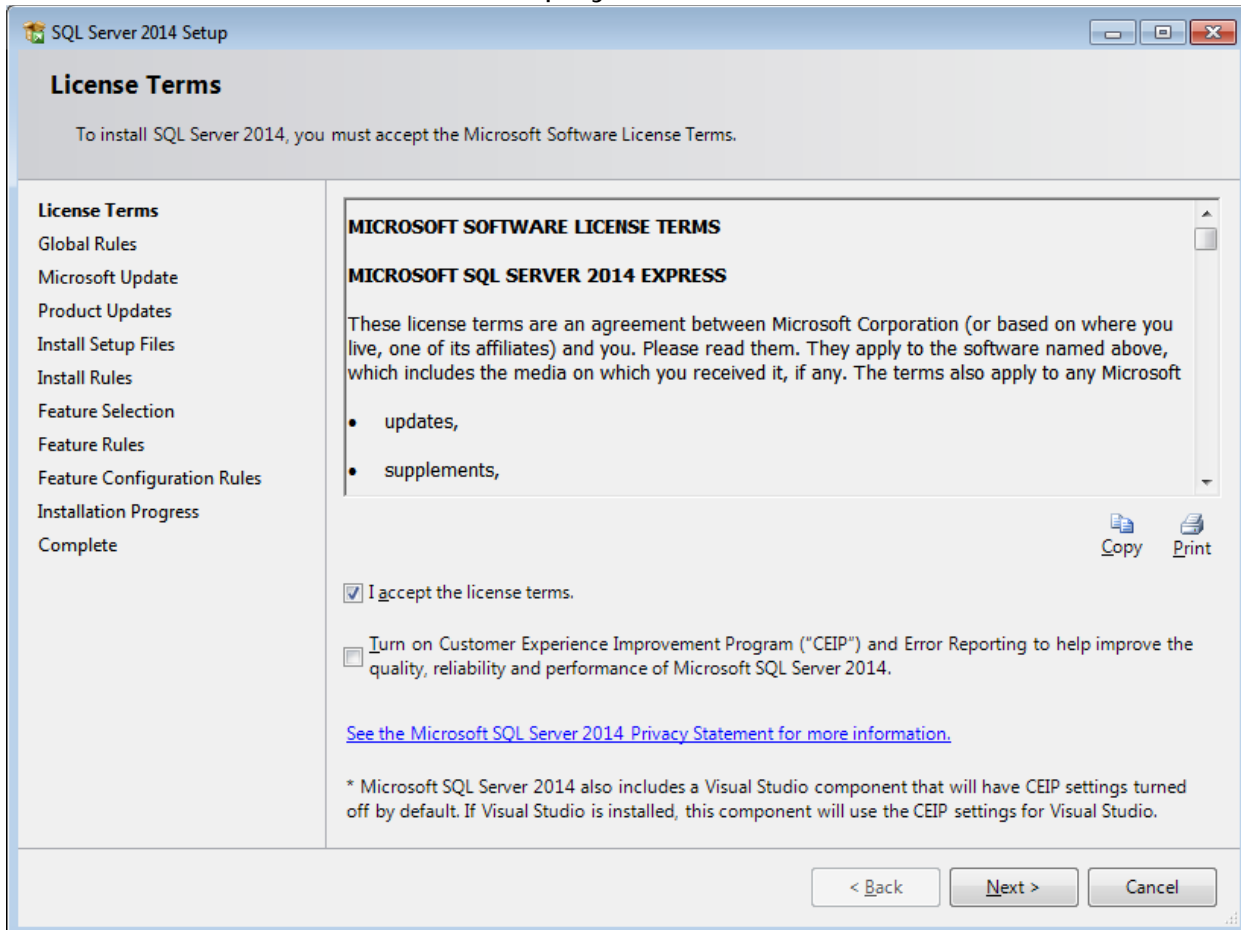 SQL Server 2014 Setup
License Terms
To install SQL Server 2014, you must accept the Microsoft Software License Terms.
License Terms
Global Rules
Microsoft Update
Product Updates
Install Setup Files
Install Rules
Feature Selection
Feature Rules
Feature Configuration Rules
Installation Progress
Complete
MICROSOFT SOFTWARE LICENSE TERMS
MICROSOFT SQL SERVER 2014 EXPRESS
These license terms are an agreement between Microsoft Corporation (or based on where you
live, one of its affiliates) and you. Please read them. They apply to the software named above,
which includes the media on which you received it, if any. The terms also apply to any Microsoft
• updates,
• supplements,
Copy Print
I accept the license terms.
Turn on Customer Experience Improvement Program ("CEIP") and Error Reporting to help improve the
quality, reliability and performance of Microsoft SQL Server 2014.
See the Microsoft SQL Server 2014 Privacy Statement for more information.
* Microsoft SQL Server 2014 also includes a Visual Studio component that will have CEIP settings turned
off by default. If Visual Studio is installed, this component will use the CEIP settings for Visual Studio.
< Back Next > Cancel